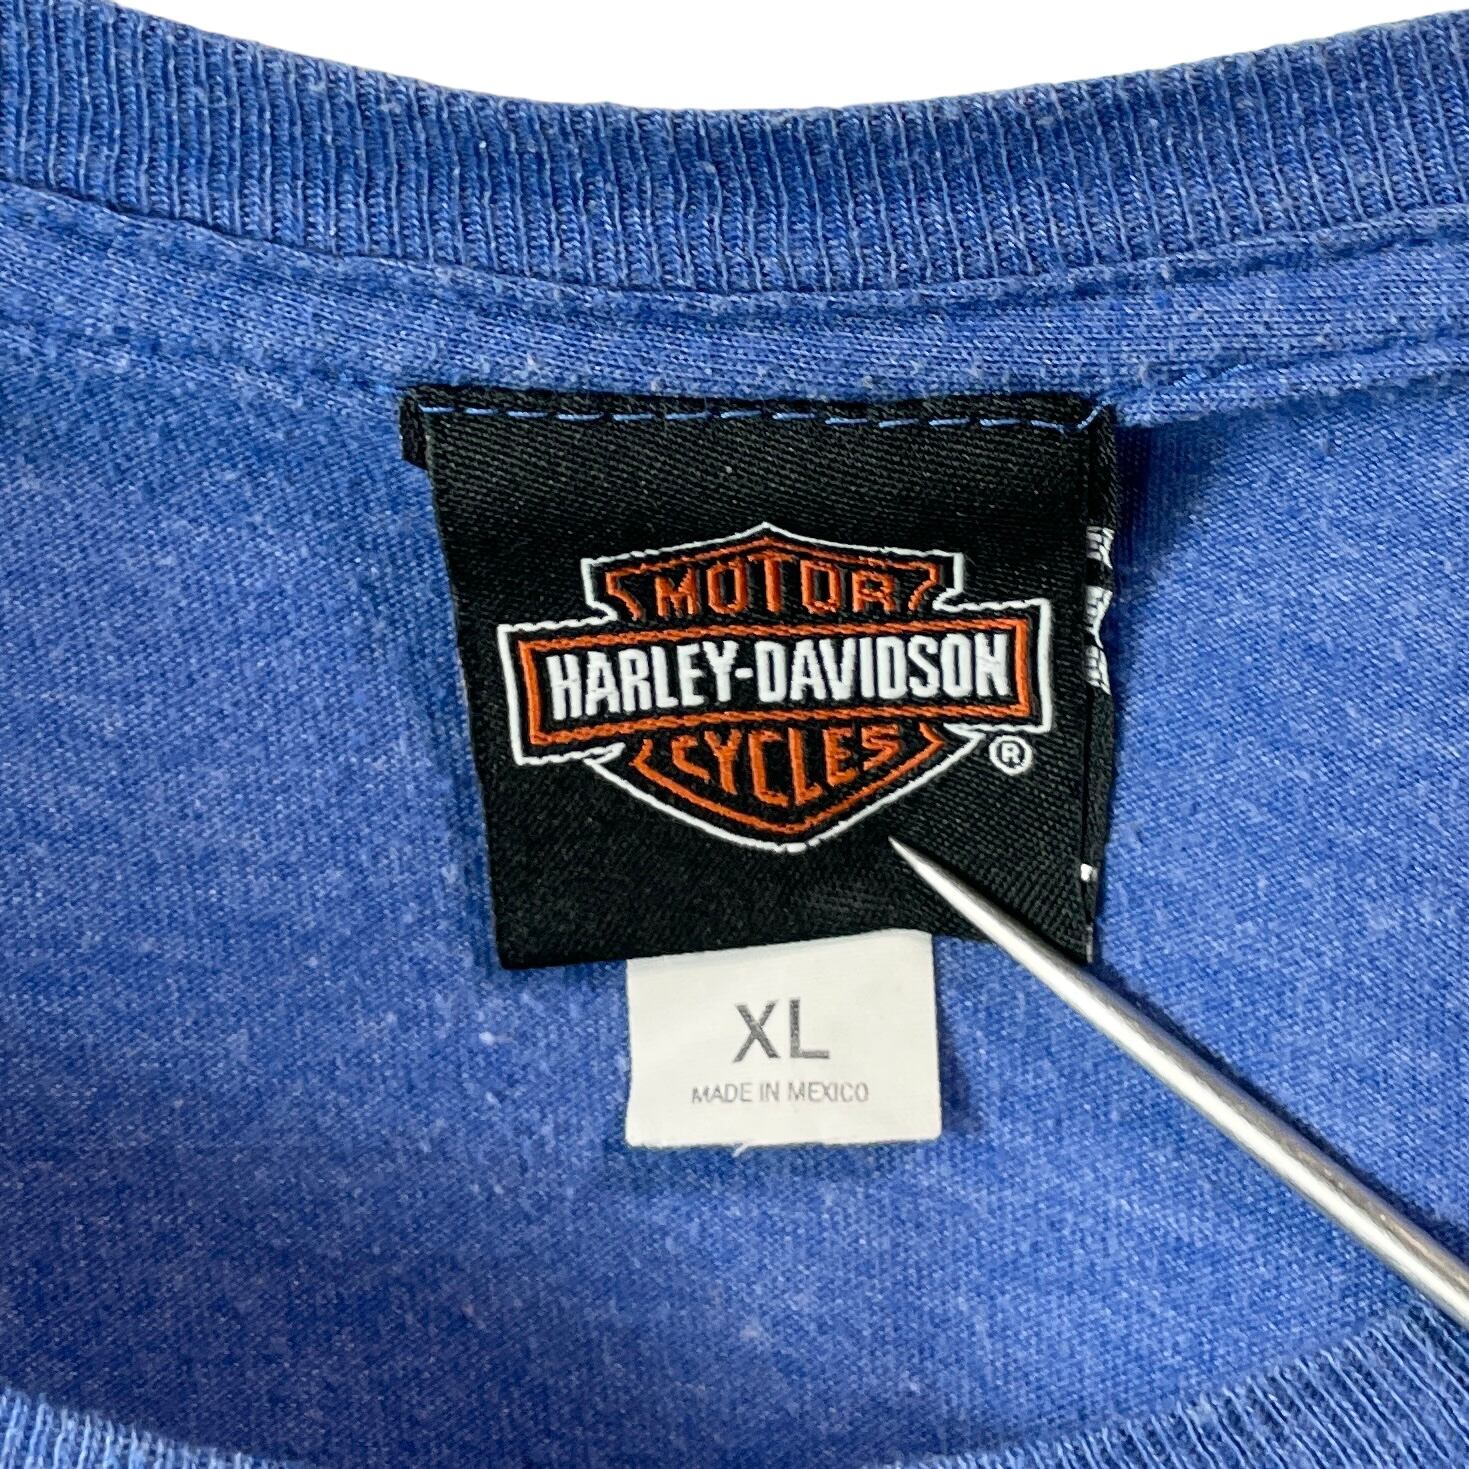 MOTOR
HARLEY-DAVIDSON
CYCLES ®
XL
MADE IN MEXICO